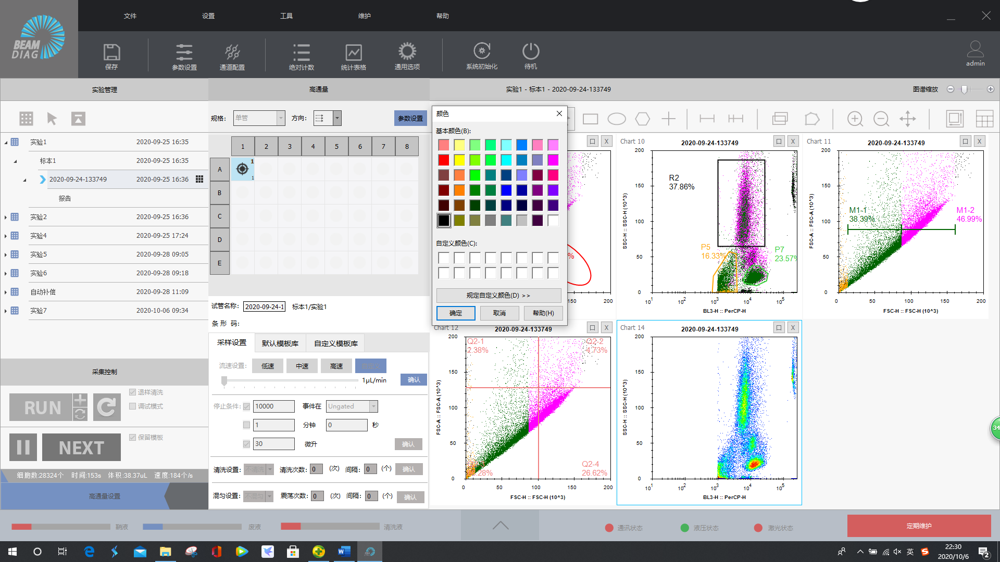 文件 设置 工具 维护 帮助
BEAM
DIAG
保存 参数设置 通道配置 绝对计数 统计表格 通用选项 系统初始化 待机 admin
实验管理 高通量 实验1 - 标本1 - 2020-09-24-133749 图谱缩放
规格: 单管 方向: 参数设置
实验1 2020-09-25 16:35
标本1 2020-09-25 16:35
2020-09-24-133749 2020-09-25 16:36
报告
实验2 2020-09-25 16:36
实验4 2020-09-25 17:24
实验5 2020-09-28 09:05
实验6 2020-09-28 09:18
自动补偿 2020-09-28 11:09
实验7 2020-10-06 09:34
1 2 3 4 5 6 7 8
A 1 1
B
C
D
E
试管名称: 2020-09-24-1 标本1/实验1
条 形 码:
采样设置 默认模板库 自定义模板库
流速设置: 低速 中速 高速 自定义
1μL/min 确认
停止条件: 10000 事件在 Ungated
1 分钟 0 秒
30 微升 确认
清洗设置: 不清洗 清洗次数: 0 (次) 间隔: 0 (个) 确认
混匀设置: 不混匀 震荡次数: 0 (次) 间隔: 0 (个) 确认
采集控制
RUN
退样清洗
调试模式
NEXT
保留模板
细胞数:28324个 时间:153s 体积:38.37uL 速度:184个/s
高通量设置
颜色
基本颜色(B):
自定义颜色(C):
规定自定义颜色(D) >>
确定 取消 帮助(H)
%
150 200
Chart 10 2020-09-24-133749 X
200
150
100
50
0
SSC-H :: SSC-H (10^3)
R2
37.86%
P5
16.33%
P7
23.57%
10^1 10^2 10^3 10^4 10^5
BL3-H :: PerCP-H
Chart 11 2020-09-24-133749 X
200
150
100
50
0
FSC-A :: FSC-A (10^3)
M1-1
38.39%
M1-2
46.99%
0 50 100 150 200
FSC-H :: FSC-H (10^3)
Chart 12 2020-09-24-133749 X
200
150
100
50
0
FSC-A :: FSC-A (10^3)
Q2-1
2.38%
Q2-2
4.73%
Q2-4
26.62%
0 50 100 150 200
FSC-H :: FSC-H (10^3)
Chart 14 2020-09-24-133749 X
200
150
100
50
0
SSC-H :: SSC-H (10^3)
10^1 10^2 10^3 10^4 10^5
BL3-H :: PerCP-H
34
鞘液 废液 清洗液 通讯状态 液压状态 激光状态 定期维护
英 22:30
2020/10/6
2